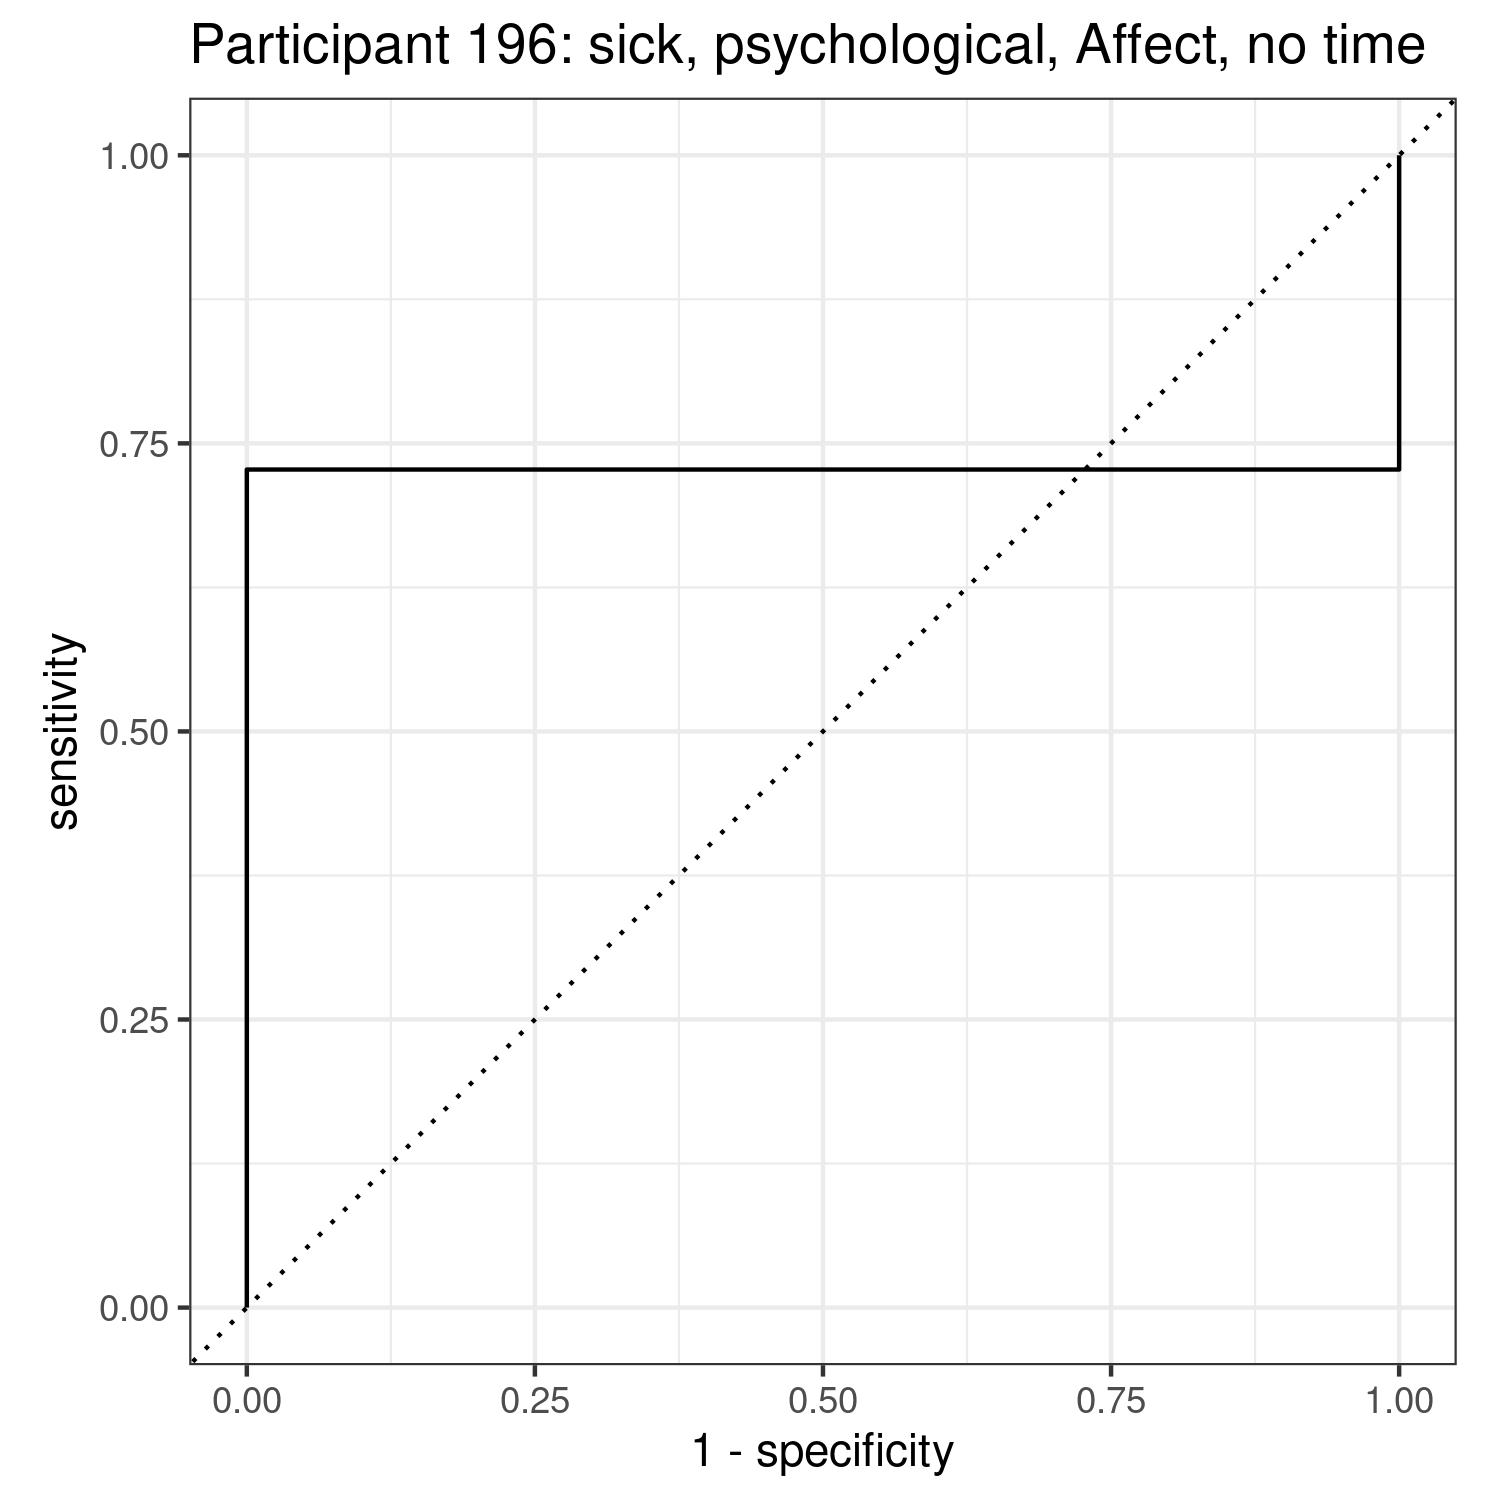 Participant 196: sick, psychological, Affect, no time
1.00
0.75
0.50
0.25
0.00
sensitivity
0.00 0.25 0.50 0.75 1.00
1 - specificity